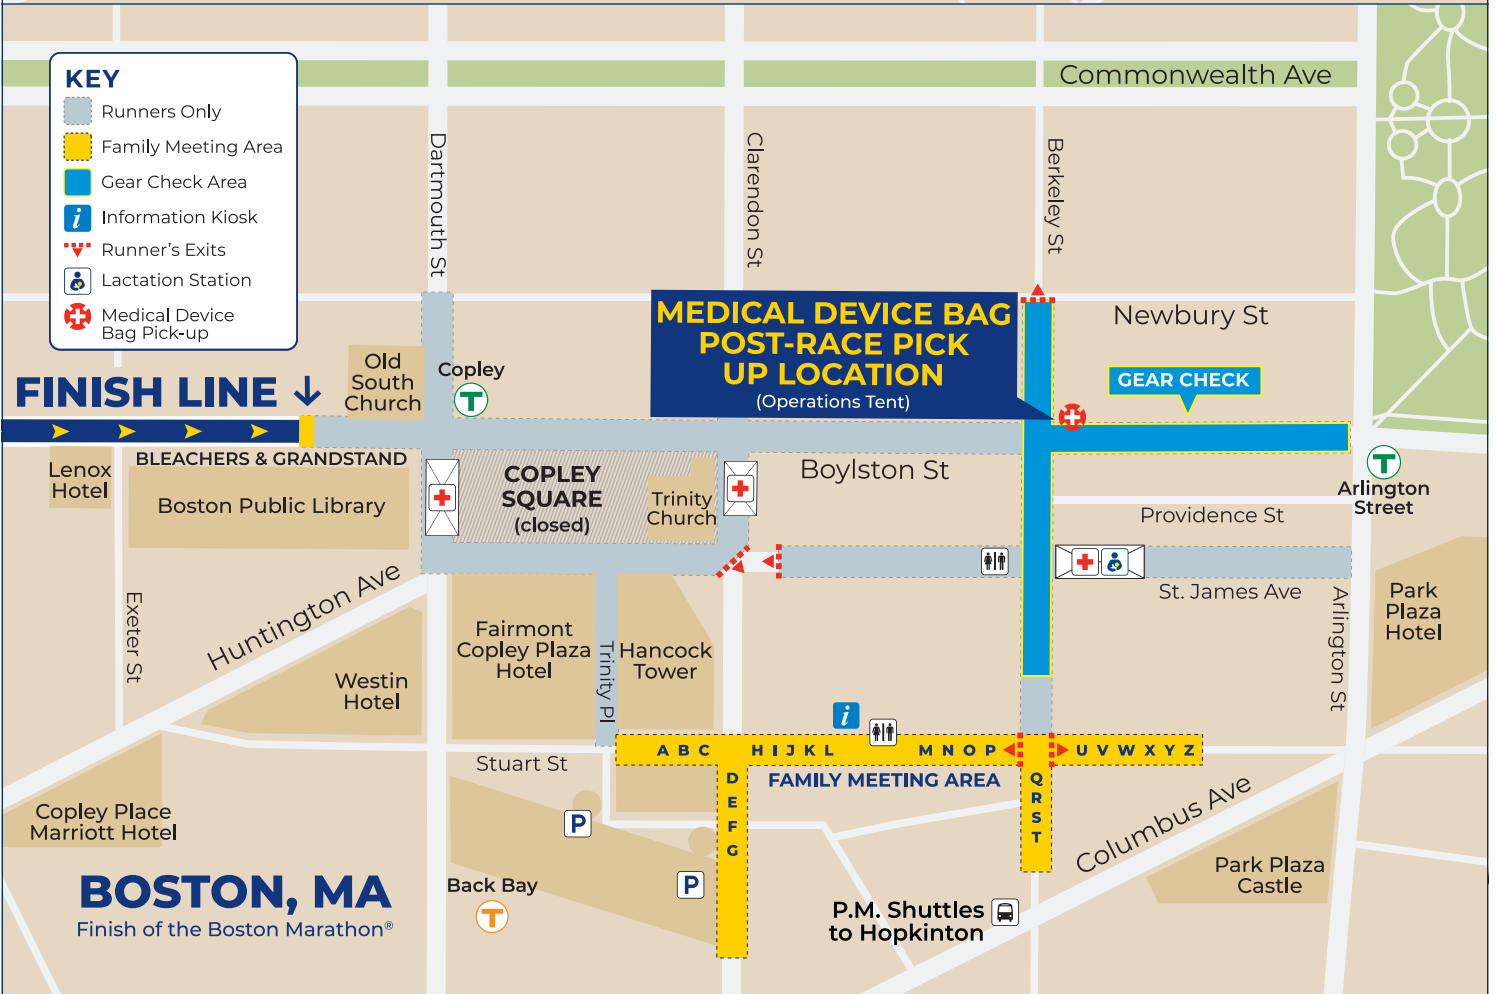 Commonwealth Ave
KEY
Runners Only
Family Meeting Area
Gear Check Area
i
Information Kiosk
Runner's Exits
Lactation Station
Medical Device
Bag Pick-up
Dartmouth St
Clarendon St
Berkeley St
MEDICAL DEVICE BAG
POST-RACE PICK
UP LOCATION
(Operations Tent)
Newbury St
GEAR CHECK
Old
South
Church
Copley
T
FINISH LINE ↓
BLEACHERS & GRANDSTAND
Lenox
Hotel
Boston Public Library
COPLEY
SQUARE
(closed)
Trinity
Church
Boylston St
T
Arlington
Street
Providence St
St. James Ave
Exeter St
Huntington Ave
Westin
Hotel
Fairmont
Copley Plaza
Hotel
Trinity Pl
Hancock
Tower
Arlington St
Park
Plaza
Hotel
i
A B C
H I J K L
M N O P
U V W X Y Z
Stuart St
FAMILY MEETING AREA
D
E
F
G
Q
R
S
T
Copley Place
Marriott Hotel
P
P
Columbus Ave
Park Plaza
Castle
BOSTON, MA
Finish of the Boston Marathon®
Back Bay
T
P.M. Shuttles
to Hopkinton